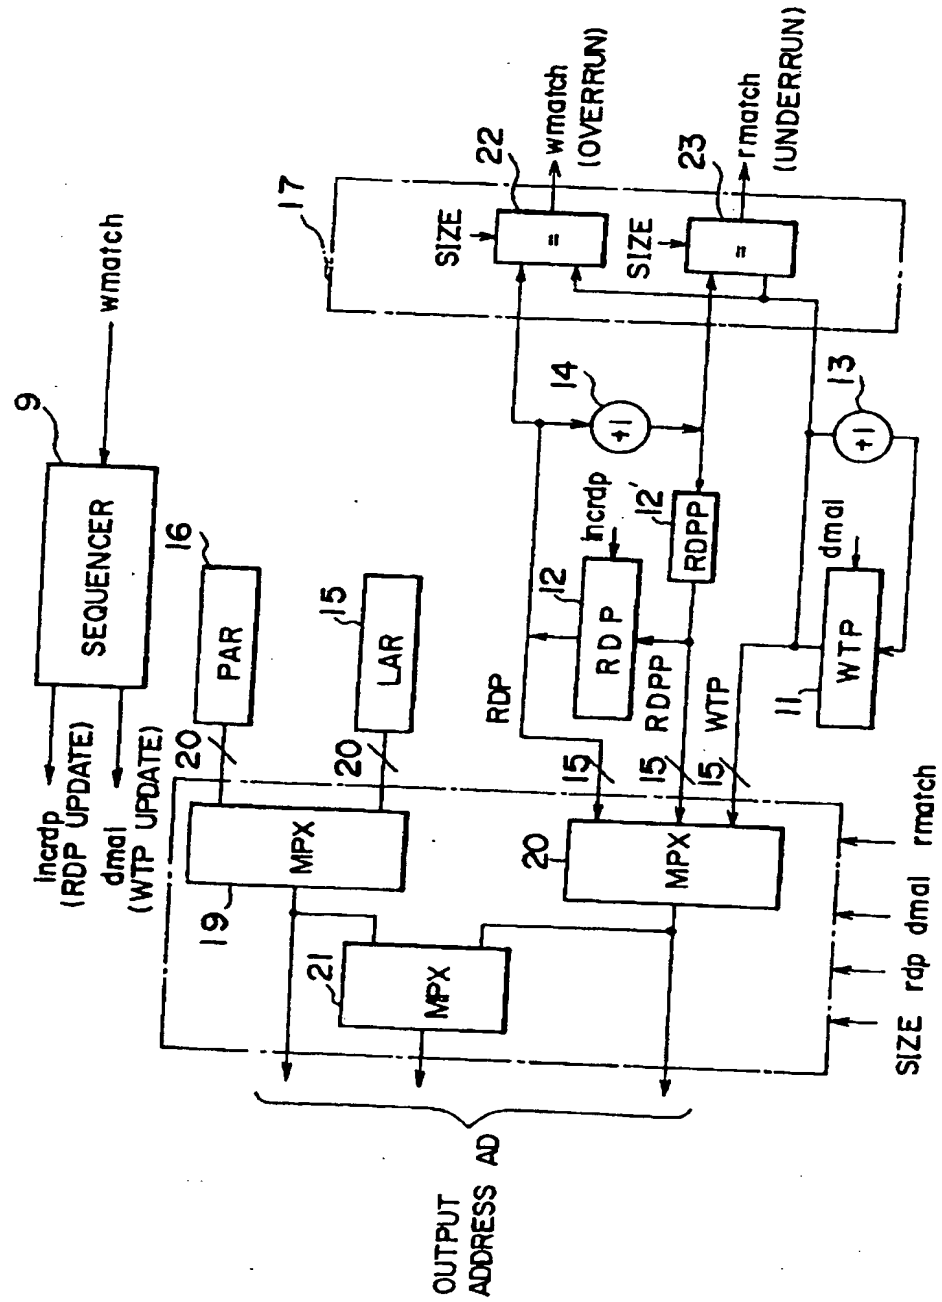 9
SEQUENCER
wmatch
incrdp
(RDP UPDATE)
dmal
(WTP UPDATE)
16
PAR
20
15
LAR
20
19
MPX
21
MPX
20
MPX
OUTPUT
ADDRESS AD
SIZE rdp dmal rmatch
RDP
15
RDPP
15
WTP
15
12
RDP
incrdp
12'
RDPP
11
WTP
dmal
14
+1
13
+1
17
SIZE
22
=
wmatch
(OVERRUN)
SIZE
23
=
rmatch
(UNDERRUN)